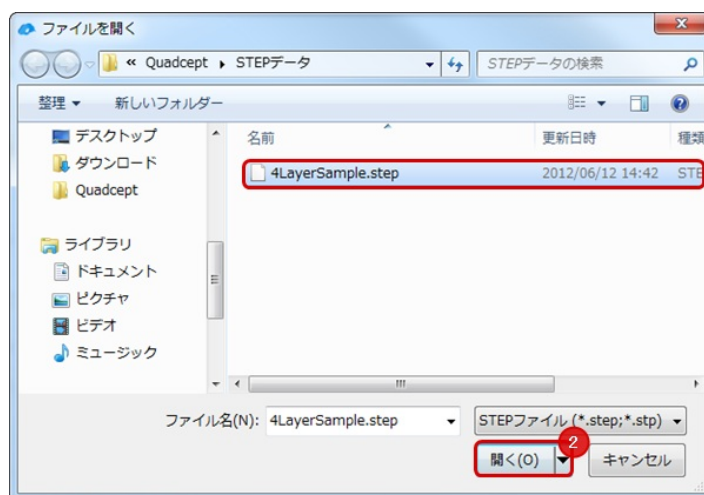 ファイルを開く
« Quadcept ▸ STEPデータ
STEPデータの検索
整理 ▼ 新しいフォルダー
デスクトップ
ダウンロード
Quadcept
ライブラリ
ドキュメント
ピクチャ
ビデオ
ミュージック
名前 更新日時 種類
4LayerSample.step 2012/06/12 14:42 STE
ファイル名(N): 4LayerSample.step
STEPファイル (*.step;*.stp)
2
開く(O) キャンセル